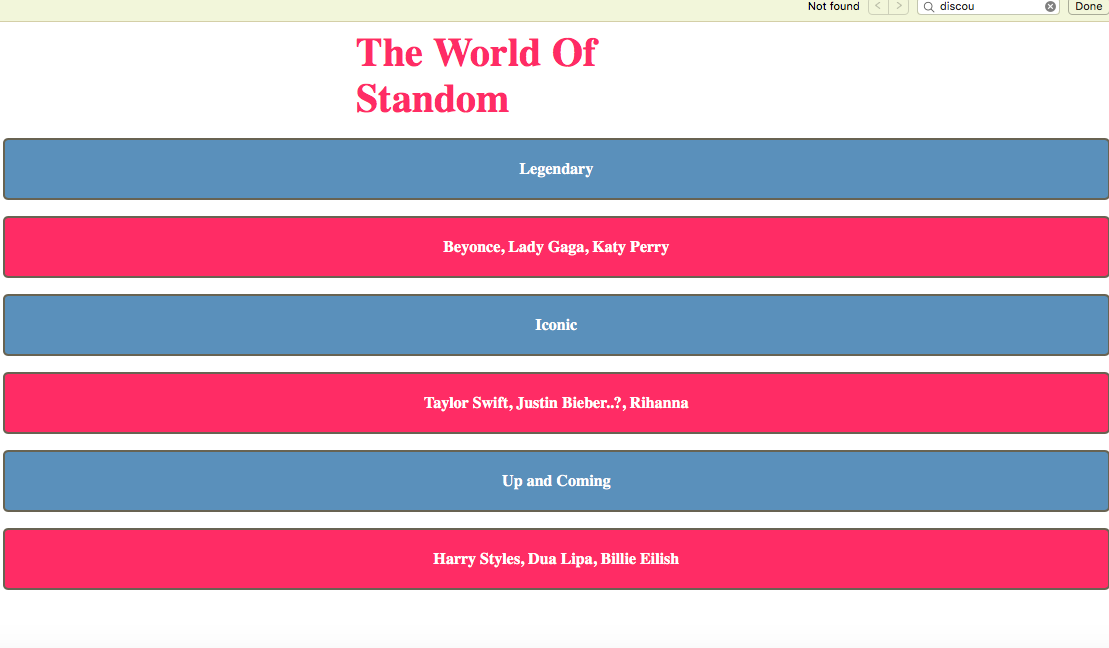 Not found < > discou Done
The World Of
Standom
Legendary
Beyonce, Lady Gaga, Katy Perry
Iconic
Taylor Swift, Justin Bieber..?, Rihanna
Up and Coming
Harry Styles, Dua Lipa, Billie Eilish